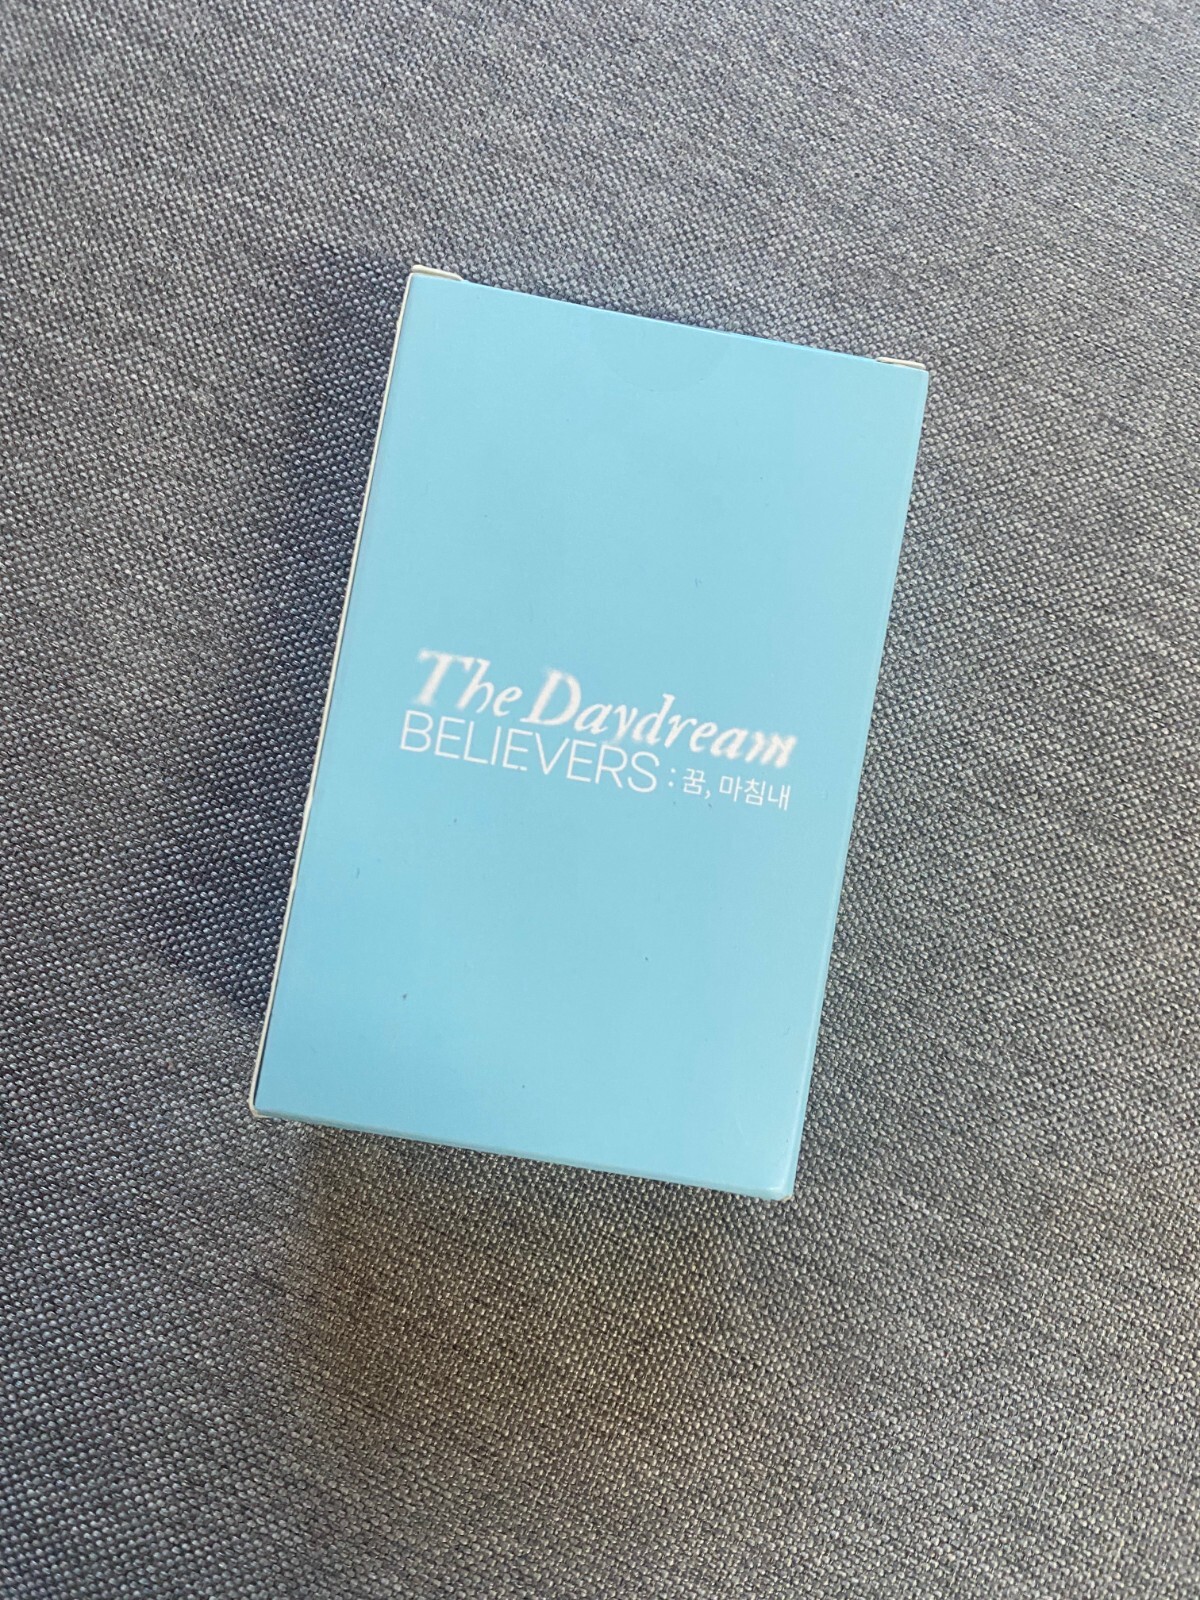 The Daydream
BELIEVERS : 꿈, 마침내